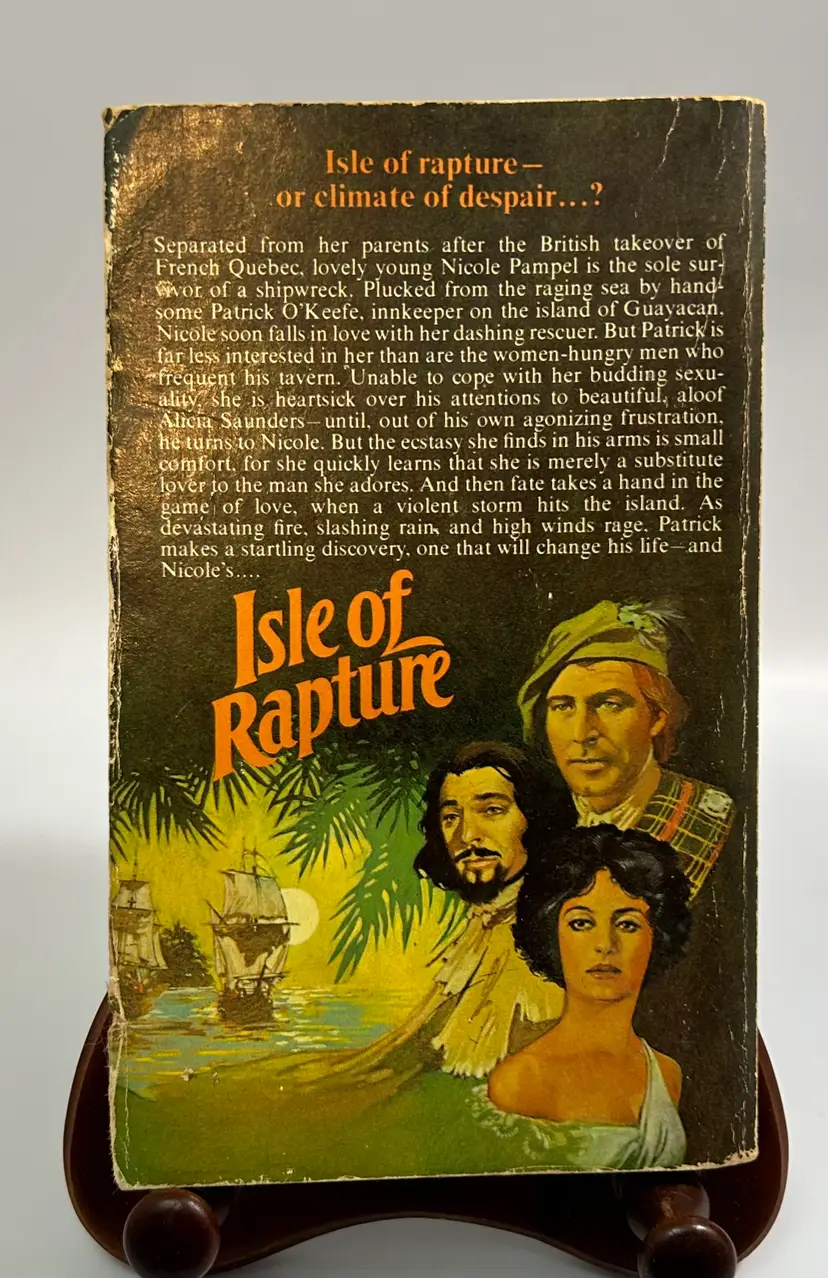 Isle of rapture—
or climate of despair...?
Separated from her parents after the British takeover of
French Quebec, lovely young Nicole Pampel is the sole sur-
vivor of a shipwreck. Plucked from the raging sea by hand-
some Patrick O'Keefe, innkeeper on the island of Guayacan,
Nicole soon falls in love with her dashing rescuer. But Patrick is
far less interested in her than are the women-hungry men who
frequent his tavern. Unable to cope with her budding sexu-
ality, she is heartsick over his attentions to beautiful, aloof
Alicia Saunders—until, out of his own agonizing frustration,
he turns to Nicole. But the ecstasy she finds in his arms is small
comfort, for she quickly learns that she is merely a substitute
lover to the man she adores. And then fate takes a hand in the
game of love, when a violent storm hits the island. As
devastating fire, slashing rain, and high winds rage, Patrick
makes a startling discovery, one that will change his life—and
Nicole's....
Isle of
Rapture